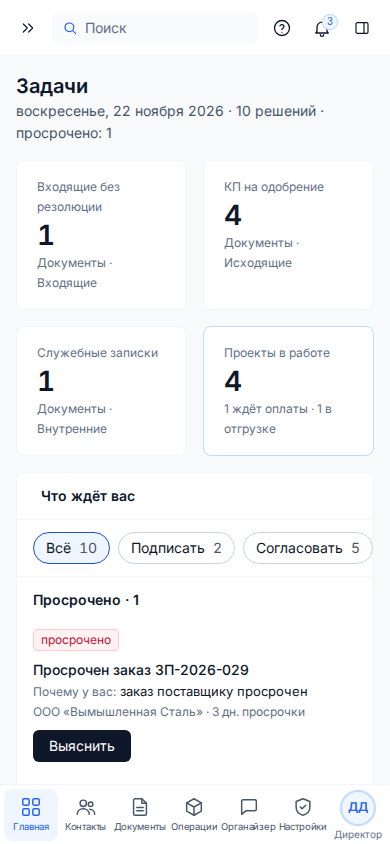 Поиск
3
Задачи
воскресенье, 22 ноября 2026 · 10 решений ·
просрочено: 1
Входящие без
резолюции
1
Документы ·
Входящие
КП на одобрение
4
Документы ·
Исходящие
Служебные записки
1
Документы ·
Внутренние
Проекты в работе
4
1 ждёт оплаты · 1 в
отгрузке
Что ждёт вас
Всё 10
Подписать 2
Согласовать 5
Просрочено · 1
просрочено
Просрочен заказ ЗП-2026-029
Почему у вас: заказ поставщику просрочен
ООО «Вымышленная Сталь» · 3 дн. просрочки
Выяснить
Главная
Контакты
Документы
Операции
Органайзер
Настройки
ДД
Директор